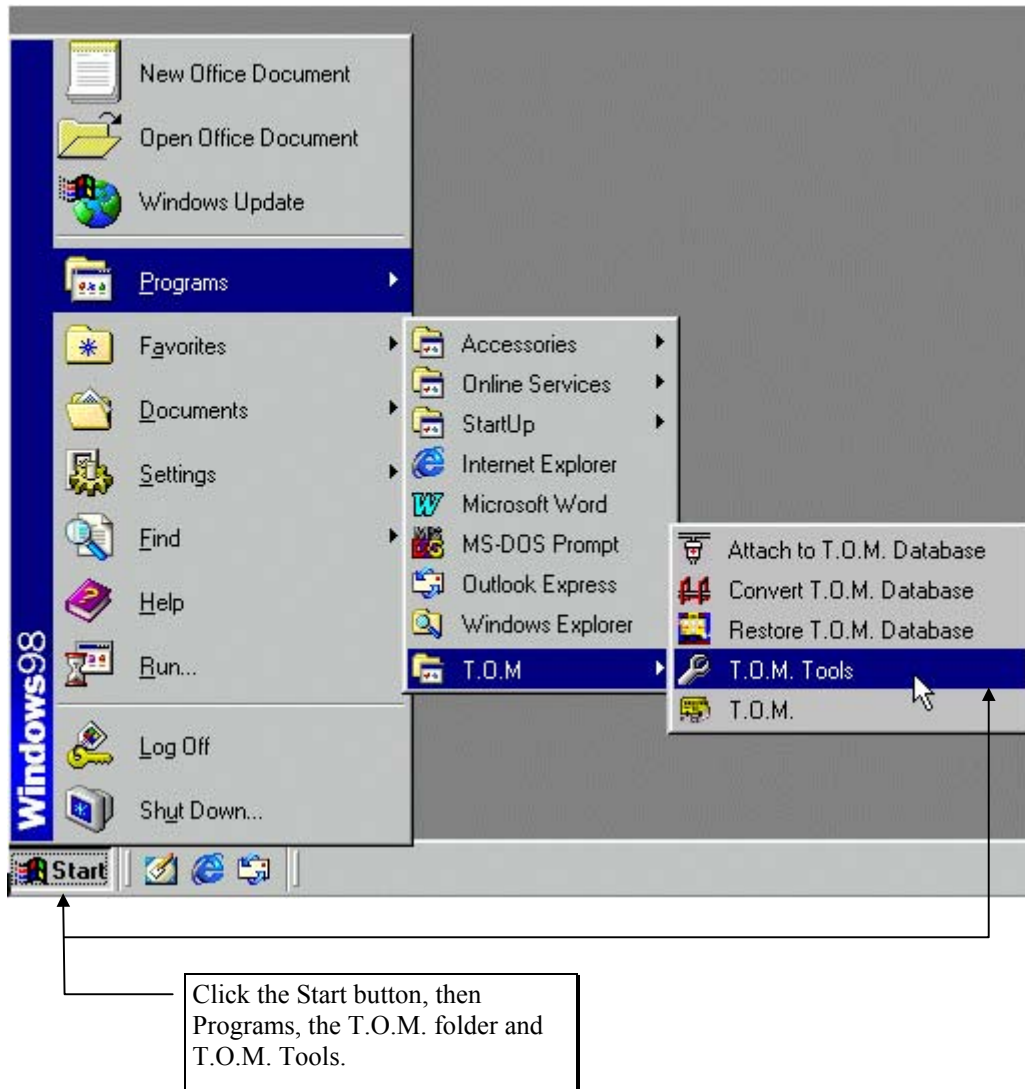 New Office Document
Open Office Document
Windows Update
Programs
Favorites
Documents
Settings
Find
Help
Run...
Log Off
Shut Down...
Windows98
Accessories
Online Services
StartUp
Internet Explorer
Microsoft Word
MS-DOS Prompt
Outlook Express
Windows Explorer
T.O.M
Attach to T.O.M. Database
Convert T.O.M. Database
Restore T.O.M. Database
T.O.M. Tools
T.O.M.
Start
Click the Start button, then
Programs, the T.O.M. folder and
T.O.M. Tools.